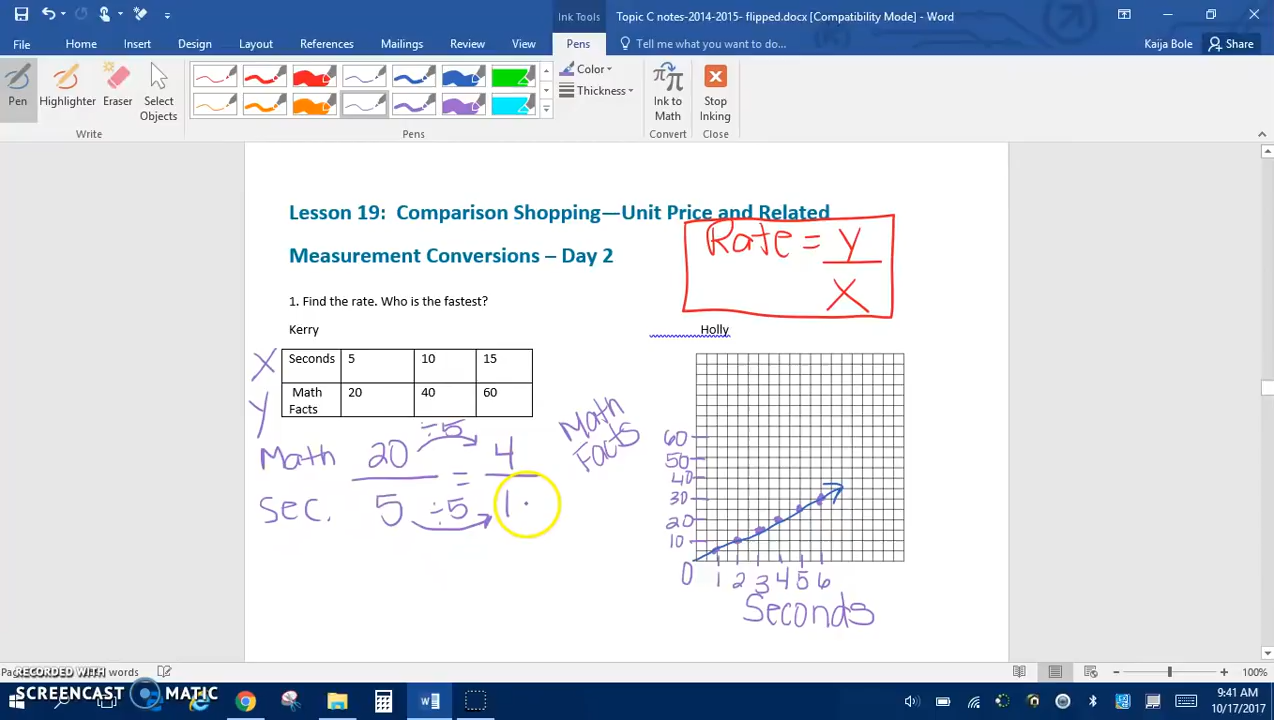 Ink Tools
Topic C notes-2014-2015- flipped.docx [Compatibility Mode] - Word
File Home Insert Design Layout References Mailings Review View Pens Tell me what you want to do... Kaija Bole Share
Pen
Highlighter
Eraser
Select Objects
Color
Thickness
Ink to Math
Stop Inking
Write
Pens
Convert
Close
Lesson 19: Comparison Shopping—Unit Price and Related
Measurement Conversions – Day 2
Rate = y
x
1. Find the rate. Who is the fastest?
Kerry
Holly
x Seconds 5 10 15
y Math Facts 20 40 60
Math 20 ÷5 = 4
Sec. 5 ÷5 1
Math Facts
60
50
40
30
20
10
0 1 2 3 4 5 6
Seconds
words
100%
RECORDED WITH
SCREENCAST MATIC
9:41 AM
10/17/2017